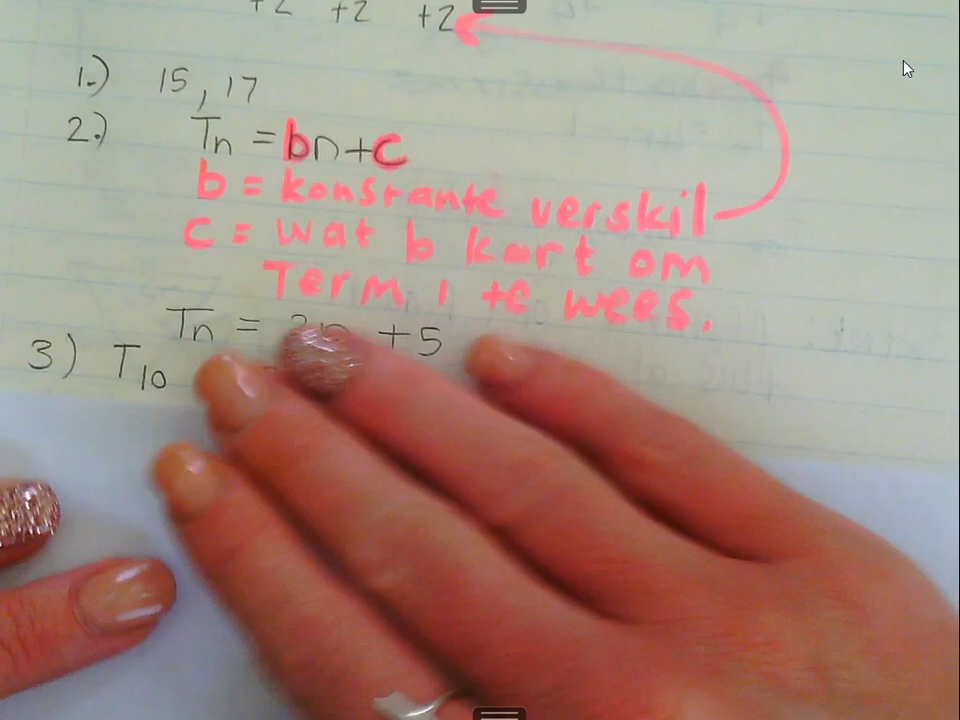 +2 +2 +2
1.) 15, 17
2.) Tn = bn+c
b = konstante verskil
c = wat b kort om
Term 1 te wees.
Tn = 2n +5
3) T10